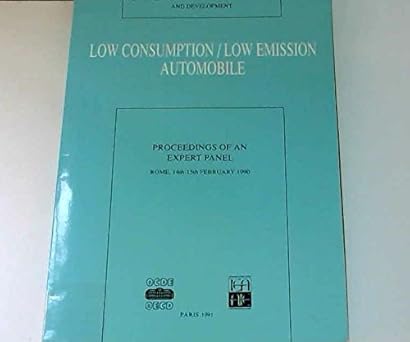 AND DEVELOPMENT
LOW CONSUMPTION / LOW EMISSION
AUTOMOBILE
PROCEEDINGS OF AN
EXPERT PANEL
ROME, 14th-15th FEBRUARY 1990
OCDE
OECD
PARIS 1991